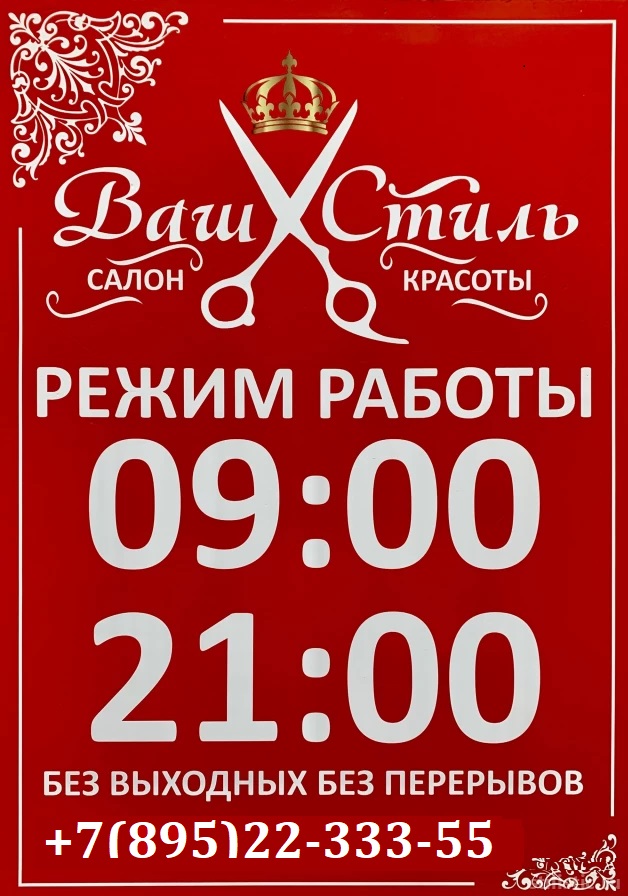 Ваш Стиль
САЛОН КРАСОТЫ
РЕЖИМ РАБОТЫ
09:00
21:00
БЕЗ ВЫХОДНЫХ БЕЗ ПЕРЕРЫВОВ
+7(895)22-333-55